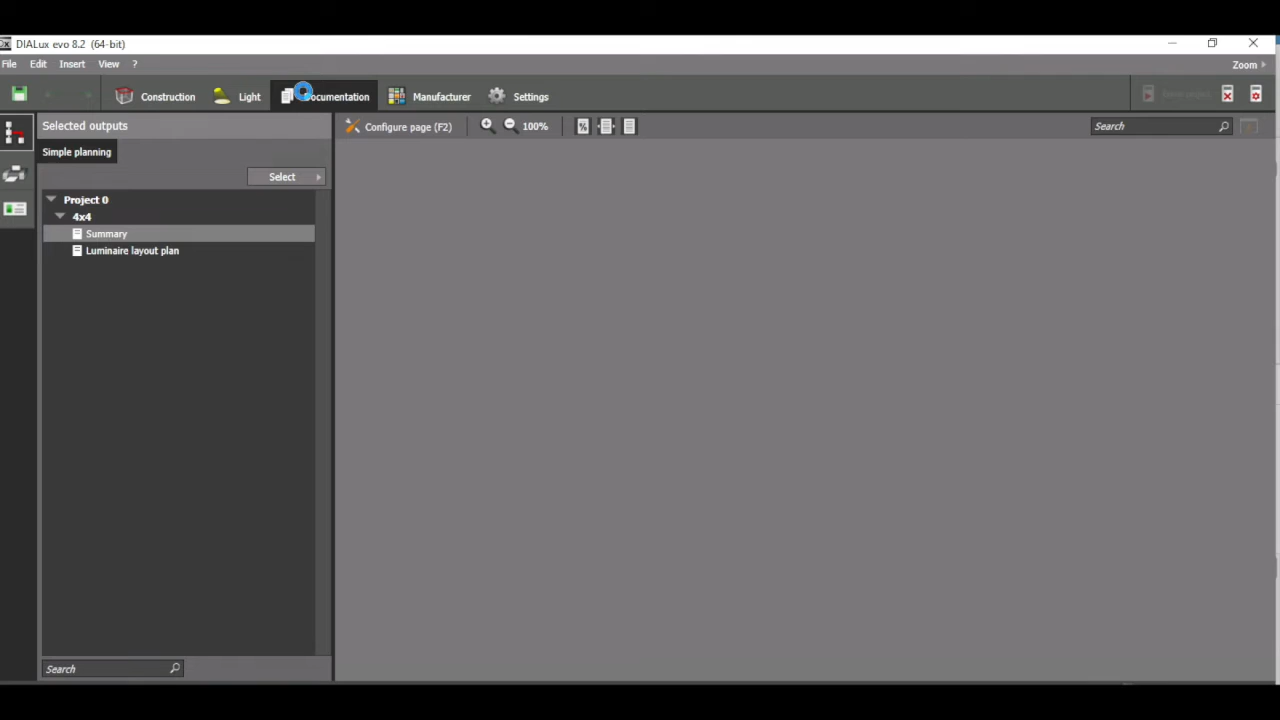 DIALux evo 8.2 (64-bit)
File Edit Insert View ? Zoom
Construction Light Documentation Manufacturer Settings
Selected outputs
Configure page (F2) 100% Search
Simple planning
Select
Project 0
4x4
Summary
Luminaire layout plan
Search